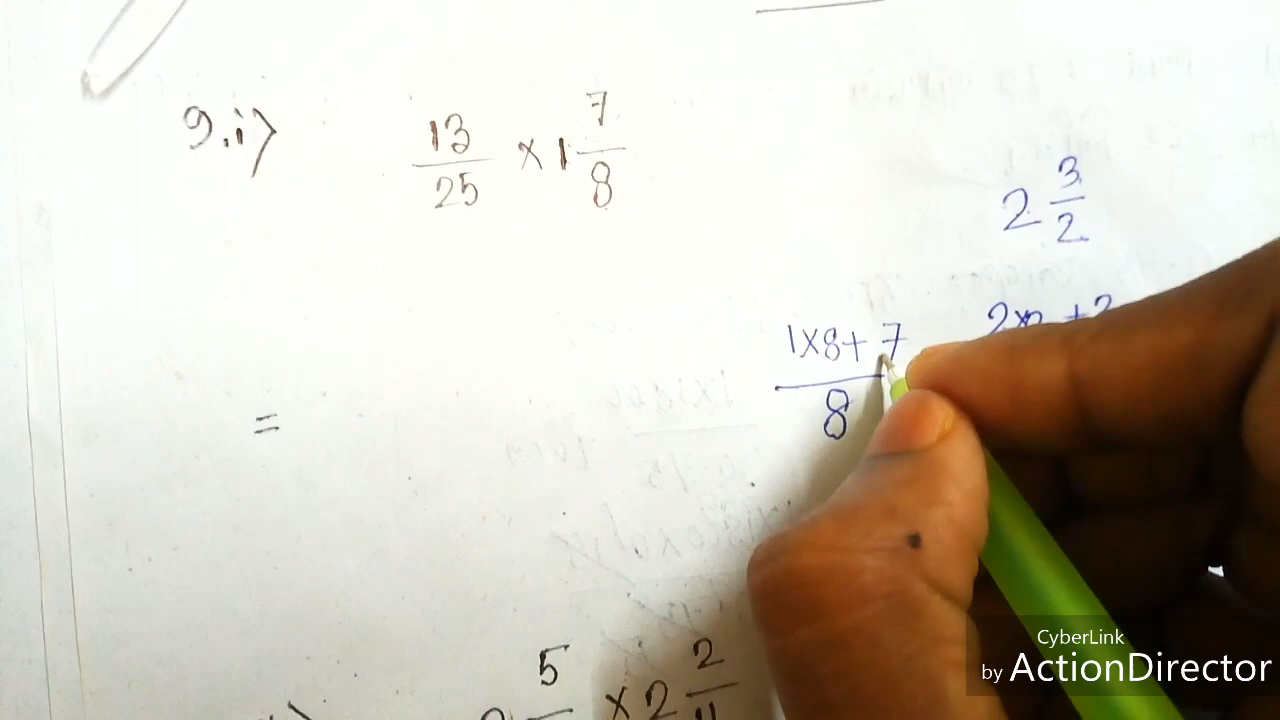 9.i) 13/25 × 1 7/8
2 3/2
= (1×8+7)/8
5 × 2 2
CyberLink
by ActionDirector